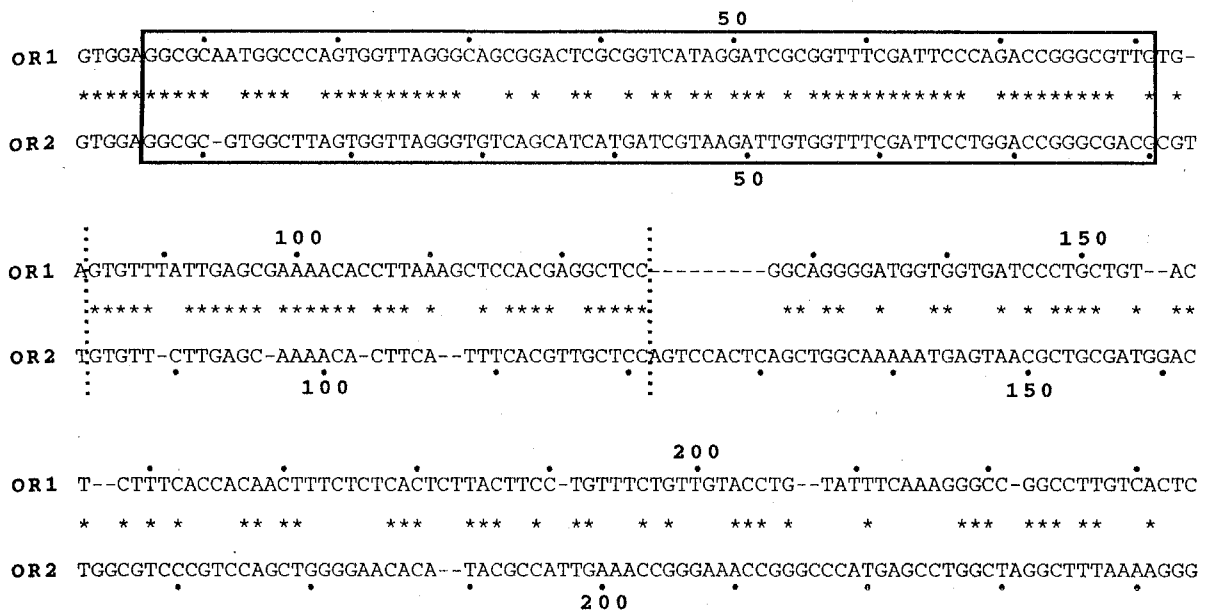 50
OR1 GTGGAGGCGCAATGGCCCAGTGGTTAGGGCAGCGGACTCGCGGTCATAGGATCGCGGTTTCGATTCCCAGACCGGGCGTTGTG-
********** **** *********** * * ** * ** ** *** * ************ ********* * *
OR2 GTGGAGGCGC-GTGGCTTAGTGGTTAGGGTGTCAGCATCATGATCGTAAGATTGTGGTTTCGATTCCTGGACCGGGCGACGCGT
50
100 150
OR1 AGTGTTTATTGAGCGAAAACACCTTAAAGCTCCACGAGGCTCC---------GGCAGGGGATGGTGGTGATCCCTGCTGT--AC
***** ****** ****** *** * * **** ***** ** ** * ** * * **** * **
OR2 TGTGTT-CTTGAGC-AAAACA-CTTCA--TTTCACGTTGCTCCAGTCCACTCAGCTGGCAAAAATGAGTAACGCTGCGATGGAC
100 150
200
OR1 T--CTTTCACCACAACTTTCTCTCACTCTTACTTCC-TGTTTCTGTTGTACCTG--TATTTCAAAGGGCC-GGCCTTGTCACTC
* * * * ** ** *** *** * ** * * *** * * *** *** ** *
OR2 TGGCGTCCCGTCCAGCTGGGGAACACA--TACGCCATTGAAACCGGGAAACCGGGCCCATGAGCCTGGCTAGGCTTTAAAAGGG
200